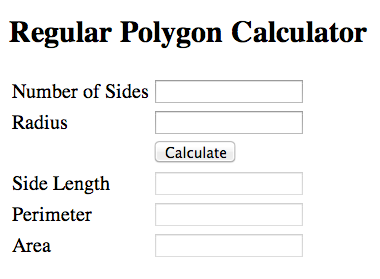 Regular Polygon Calculator
Number of Sides
Radius
Calculate
Side Length
Perimeter
Area